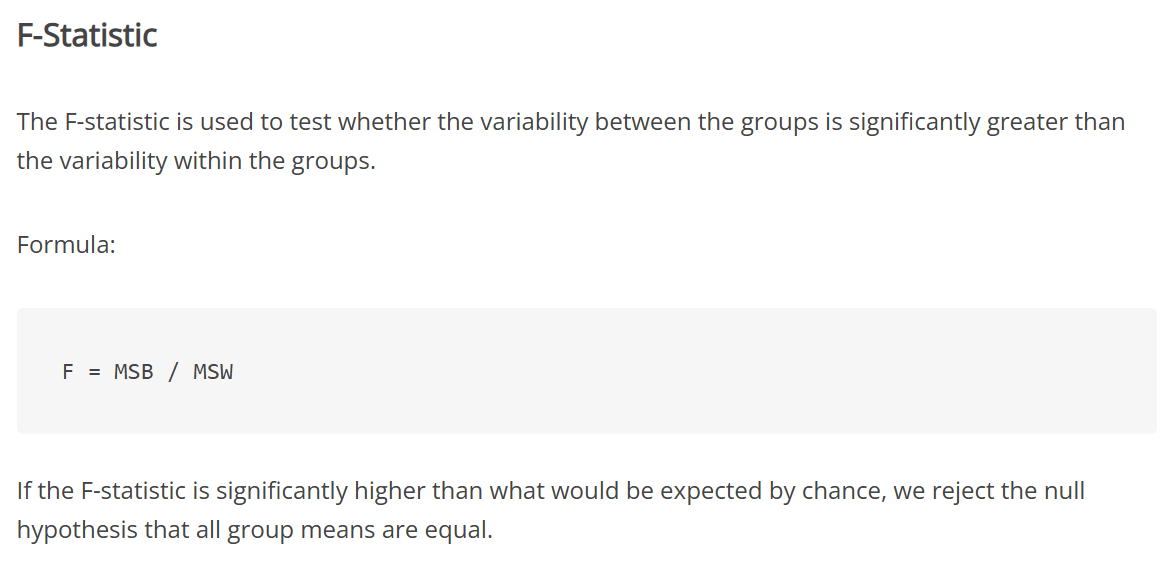 F-Statistic
The F-statistic is used to test whether the variability between the groups is significantly greater than
the variability within the groups.
Formula:
F = MSB / MSW
If the F-statistic is significantly higher than what would be expected by chance, we reject the null
hypothesis that all group means are equal.